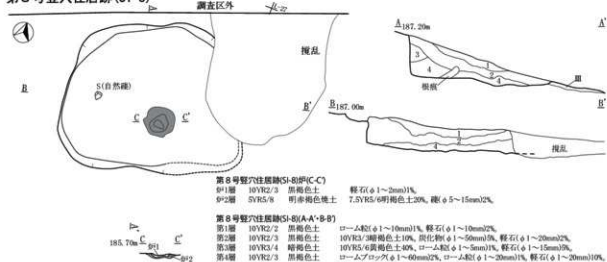 第8号竪穴住居跡(SI-8)
調査区外
A 187.20m A'
撹乱
3
1
2
4
4
根痕
Ⅲ
S(自然礫)
B
B'
B 187.00m B'
C C'
1
2
4
撹乱
第8号竪穴住居跡(SI-8)炉(C-C')
炉1層 10YR2/3 黒褐色土 軽石(φ1~2mm)1%。
炉2層 5YR5/8 明赤褐色焼土 7.5YR5/6明褐色土20%、礫(φ5~15mm)2%。
第8号竪穴住居跡(SI-8)(A-A'・B-B')
第1層 10YR2/2 黒褐色土 ローム粒(φ1~10mm)1%、軽石(φ1~10mm)2%。
第2層 10YR2/3 黒褐色土 10YR3/3暗褐色土10%、炭化物(φ1~50mm)5%、軽石(φ1~20mm)2%。
第3層 10YR3/4 暗褐色土 10YR5/6黄褐色土40%、ローム粒(φ1~5mm)1%、軽石(φ1~15mm)5%。
第4層 10YR2/3 黒褐色土 ロームブロック(φ1~60mm)2%、ローム粒(φ1~20mm)1%、軽石(φ1~20mm)10%。
185.70m C C'
炉1
炉2